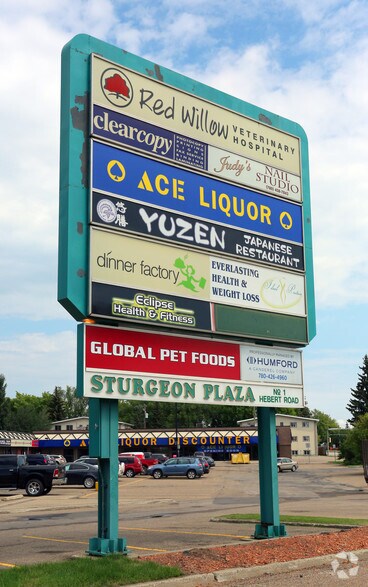 Red Willow VETERINARY HOSPITAL
clearcopy
Judy's NAIL STUDIO
ACE LIQUOR
YUZEN JAPANESE RESTAURANT
dinner factory
EVERLASTING HEALTH & WEIGHT LOSS
Eclipse
Health & Fitness
GLOBAL PET FOODS
HUMFORD
780-426-4960
STURGEON PLAZA
No 2 HEBERT ROAD
LIQUOR DISCOUNTER